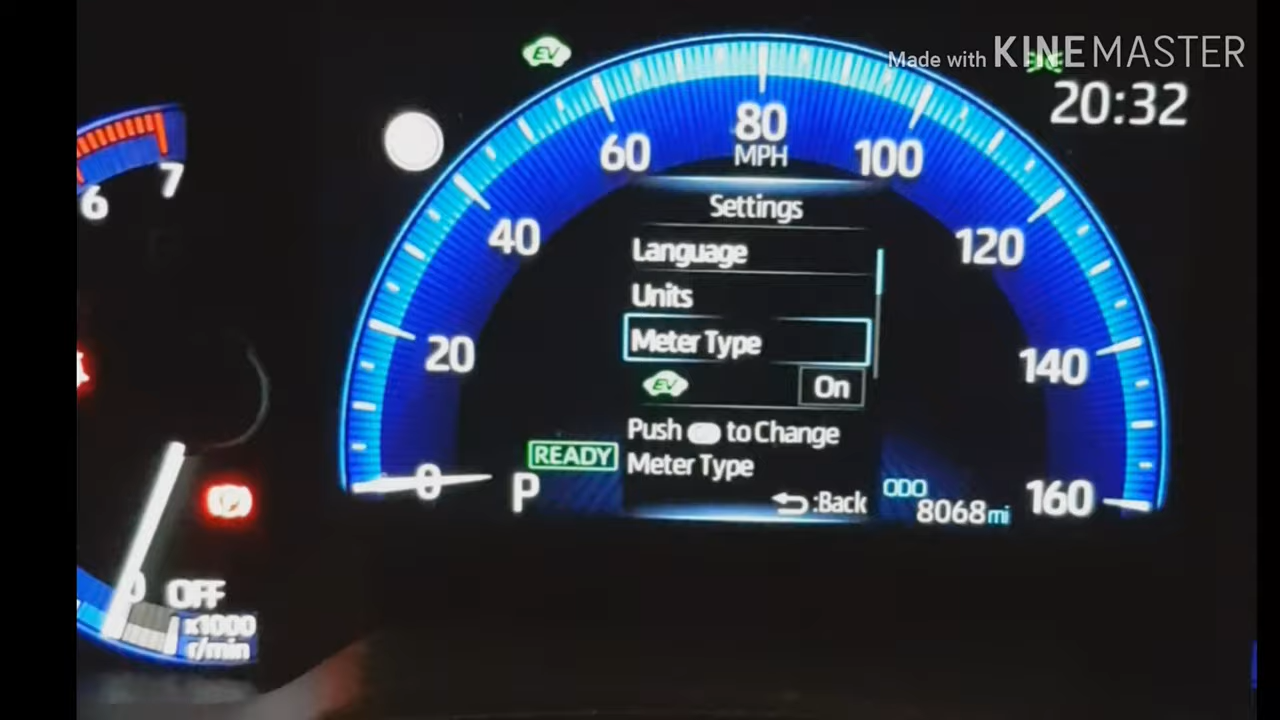 Made with KINEMASTER
20:32
EV
6
7
0
20
40
60
80
MPH
100
120
140
160
Settings
Language
Units
Meter Type
EV On
Push to Change
Meter Type
:Back
READY
P
ODO
8068mi
0 OFF
x1000
r/min